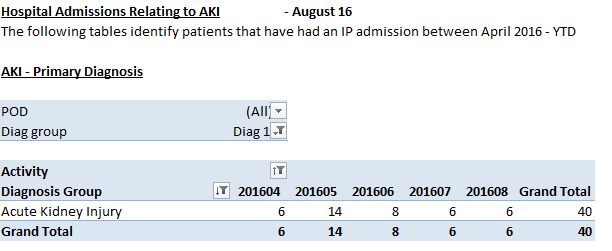 Hospital Admissions Relating to AKI - August 16
The following tables identify patients that have had an IP admission between April 2016 - YTD
AKI - Primary Diagnosis
POD (All)
Diag group Diag 1
Activity
Diagnosis Group 201604 201605 201606 201607 201608 Grand Total
Acute Kidney Injury 6 14 8 6 6 40
Grand Total 6 14 8 6 6 40